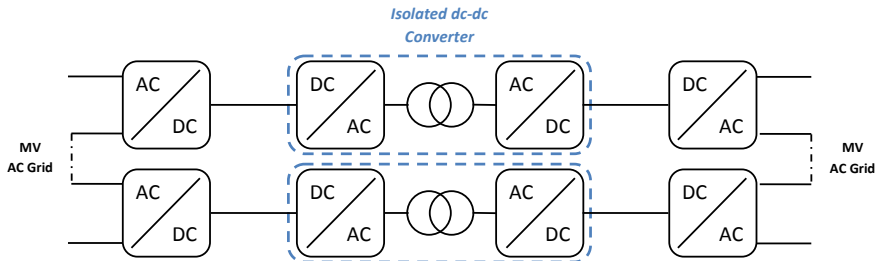 Isolated dc-dc
Converter
AC DC DC AC AC DC DC AC
MV
AC Grid
MV
AC Grid
AC DC DC AC AC DC DC AC